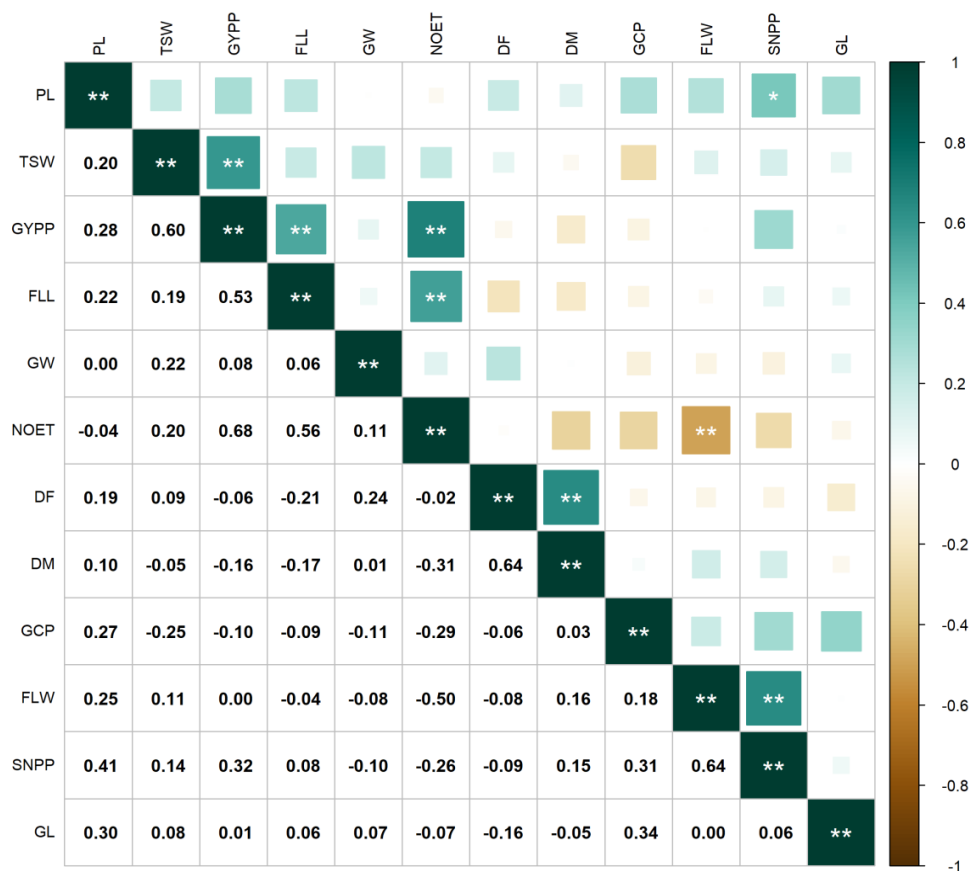 PL TSW GYPP FLL GW NOET DF DM GCP FLW SNPP GL
PL ** *
TSW 0.20 ** **
GYPP 0.28 0.60 ** ** **
FLL 0.22 0.19 0.53 ** **
GW 0.00 0.22 0.08 0.06 **
NOET -0.04 0.20 0.68 0.56 0.11 ** **
DF 0.19 0.09 -0.06 -0.21 0.24 -0.02 ** **
DM 0.10 -0.05 -0.16 -0.17 0.01 -0.31 0.64 **
GCP 0.27 -0.25 -0.10 -0.09 -0.11 -0.29 -0.06 0.03 **
FLW 0.25 0.11 0.00 -0.04 -0.08 -0.50 -0.08 0.16 0.18 ** **
SNPP 0.41 0.14 0.32 0.08 -0.10 -0.26 -0.09 0.15 0.31 0.64 **
GL 0.30 0.08 0.01 0.06 0.07 -0.07 -0.16 -0.05 0.34 0.00 0.06 **
1
0.8
0.6
0.4
0.2
0
-0.2
-0.4
-0.6
-0.8
-1